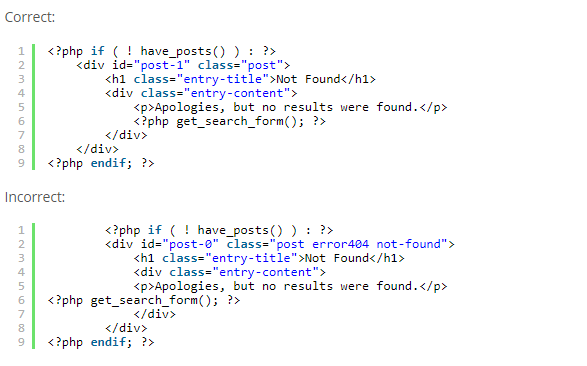 Correct:
1 <?php if ( ! have_posts() ) : ?>
2     <div id="post-1" class="post">
3         <h1 class="entry-title">Not Found</h1>
4         <div class="entry-content">
5             <p>Apologies, but no results were found.</p>
6             <?php get_search_form(); ?>
7         </div>
8     </div>
9 <?php endif; ?>
Incorrect:
1         <?php if ( ! have_posts() ) : ?>
2         <div id="post-0" class="post error404 not-found">
3             <h1 class="entry-title">Not Found</h1>
4             <div class="entry-content">
5             <p>Apologies, but no results were found.</p>
6 <?php get_search_form(); ?>
7             </div>
8         </div>
9 <?php endif; ?>